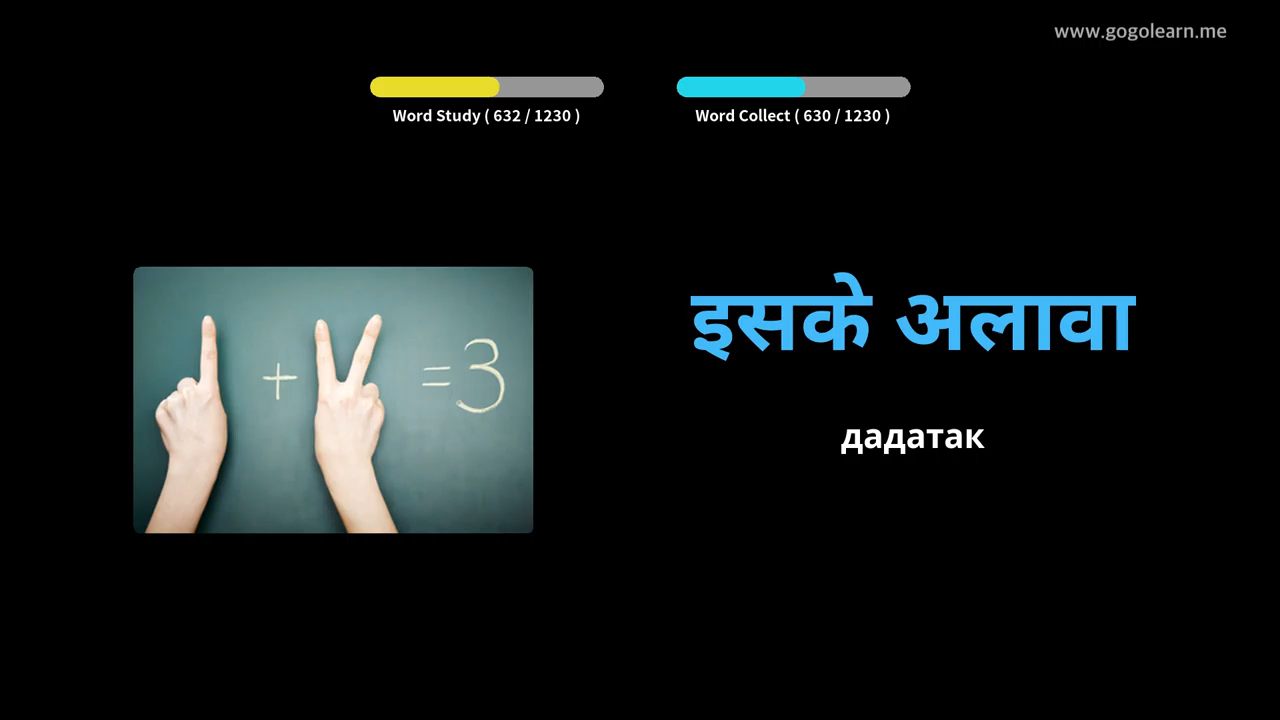 www.gogolearn.me
Word Study ( 632 / 1230 )
Word Collect ( 630 / 1230 )
+ = 3
इसके अलावा
дадатак